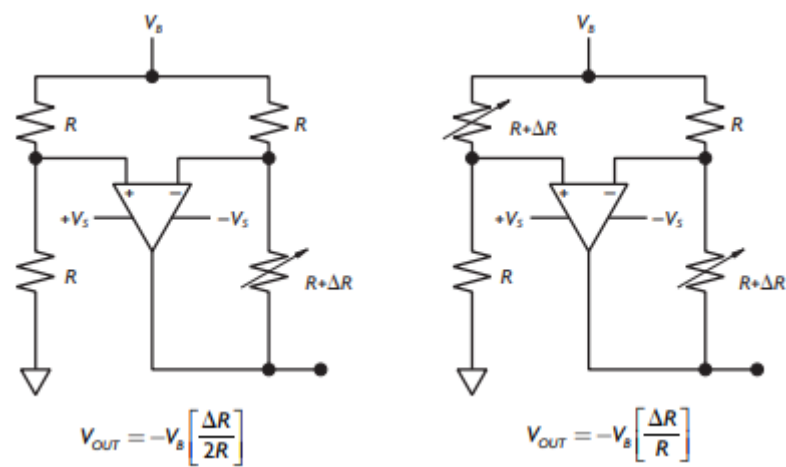 V_B
R
R
+
−
+V_S
−V_S
R
R+ΔR
V_OUT = −V_B [ΔR / 2R]
V_B
R+ΔR
R
+
−
+V_S
−V_S
R
R+ΔR
V_OUT = −V_B [ΔR / R]